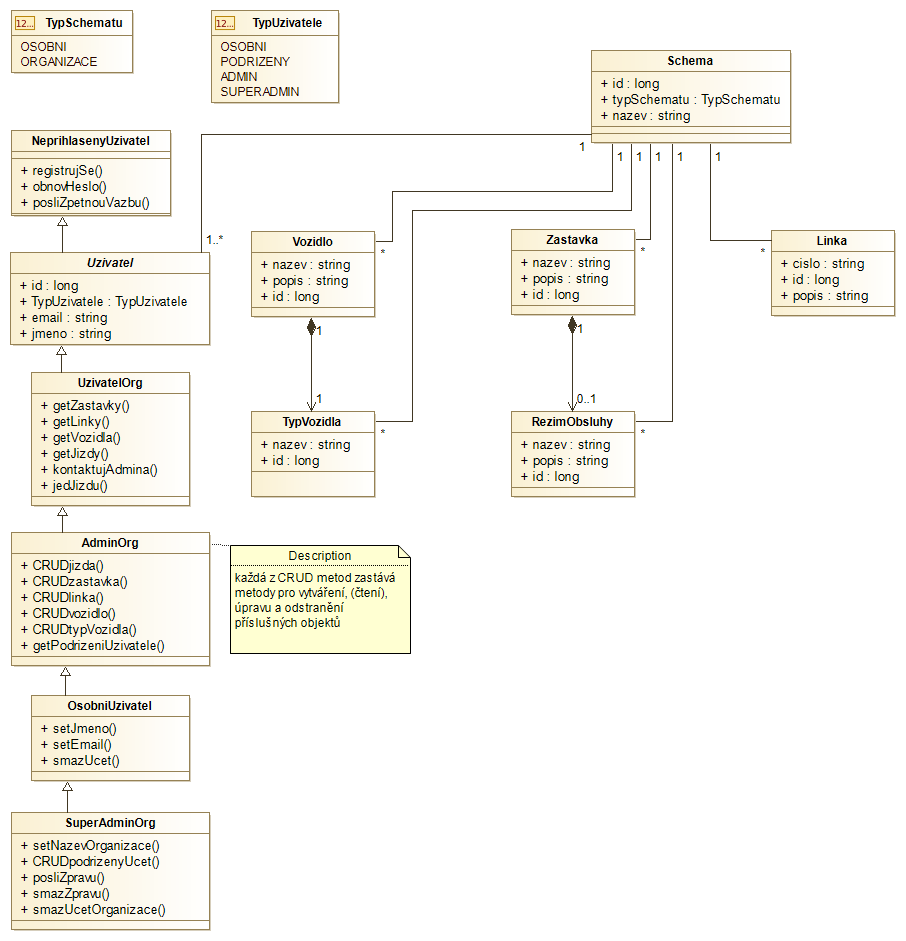 12... TypSchematu
OSOBNI
ORGANIZACE
12... TypUzivatele
OSOBNI
PODRIZENY
ADMIN
SUPERADMIN
Schema
+ id : long
+ typSchematu : TypSchematu
+ nazev : string
1
1
1
1
1
1
NeprihlasenyUzivatel
+ registrujSe()
+ obnovHeslo()
+ posliZpetnouVazbu()
1..*
Uzivatel
+ id : long
+ TypUzivatele : TypUzivatele
+ email : string
+ jmeno : string
Vozidlo
+ nazev : string
+ popis : string
+ id : long
*
1
1
Zastavka
+ nazev : string
+ popis : string
+ id : long
*
1
0..1
Linka
+ cislo : string
+ id : long
+ popis : string
*
UzivatelOrg
+ getZastavky()
+ getLinky()
+ getVozidla()
+ getJizdy()
+ kontaktujAdmina()
+ jedJizdu()
TypVozidla
+ nazev : string
+ id : long
*
RezimObsluhy
+ nazev : string
+ popis : string
+ id : long
*
AdminOrg
+ CRUDjizda()
+ CRUDzastavka()
+ CRUDlinka()
+ CRUDvozidlo()
+ CRUDtypVozidla()
+ getPodrizeniUzivatele()
Description
každá z CRUD metod zastává
metody pro vytváření, (čtení),
úpravu a odstranění
příslušných objektů
OsobniUzivatel
+ setJmeno()
+ setEmail()
+ smazUcet()
SuperAdminOrg
+ setNazevOrganizace()
+ CRUDpodrizenyUcet()
+ posliZpravu()
+ smazZpravu()
+ smazUcetOrganizace()